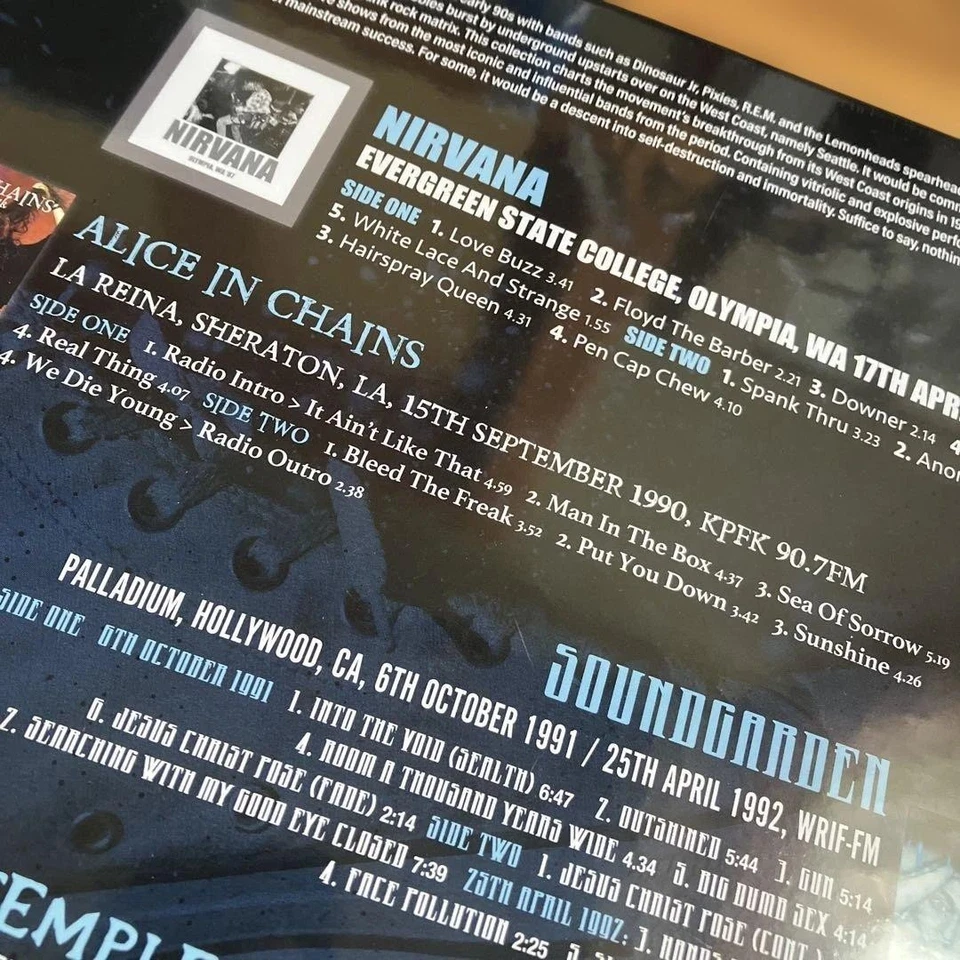 early 90s with bands such as Dinosaur Jr, Pixies, R.E.M. and the Lemonheads spearhea
oles burst by underground upstarts over on the West Coast, namely Seattle. It would be com
nk rock matrix. This collection charts the movement's breakthrough from its West Coast origins in
e shows from the most iconic and influential bands from the period. Containing vitriolic and explosive perf
mainstream success. For some, it would be a descent into self-destruction and immortality. Suffice to say, nothin
NIRVANA
OLYMPIA, WA '87
NIRVANA
EVERGREEN STATE COLLEGE, OLYMPIA, WA 17TH APR
SIDE ONE 1. Love Buzz 3.41 2. Floyd The Barber 2.21 3. Downer 2.14 4
5. White Lace And Strange 1.55 SIDE TWO 1. Spank Thru 3.23 2. Anor
3. Hairspray Queen 4.31 4. Pen Cap Chew 4.10
HAINS
ALICE IN CHAINS
LA REINA, SHERATON, LA, 15TH SEPTEMBER 1990, KPFK 90.7FM
SIDE ONE 1. Radio Intro > It Ain't Like That 4.59 2. Man In The Box 4.37 3. Sea Of Sorrow 5.19
4. Real Thing 4.07 SIDE TWO 1. Bleed The Freak 3.52 2. Put You Down 3.42 3. Sunshine 4.26
4. We Die Young > Radio Outro 2.38
SOUNDGARDEN
PALLADIUM, HOLLYWOOD, CA, 6TH OCTOBER 1991 / 25TH APRIL 1992, WRIF-FM
SIDE ONE 6TH OCTOBER 1991 1. INTO THE VOID (SEALTH) 6:47 2. OUTSHINED 5:44 3. GUN 5:14
4. ROOM A THOUSAND YEARS WIDE 4.34 5. BIG DUMB SEX 4:14
6. JESUS CHRIST POSE (FADE) 2:14 SIDE TWO 1. JESUS CHRIST POSE (CONT.)
2. SEARCHING WITH MY GOOD EYE CLOSED 7:39 25TH APRIL 1992: 3.
4. FACE POLLUTION 2:25 5.
EMPLE